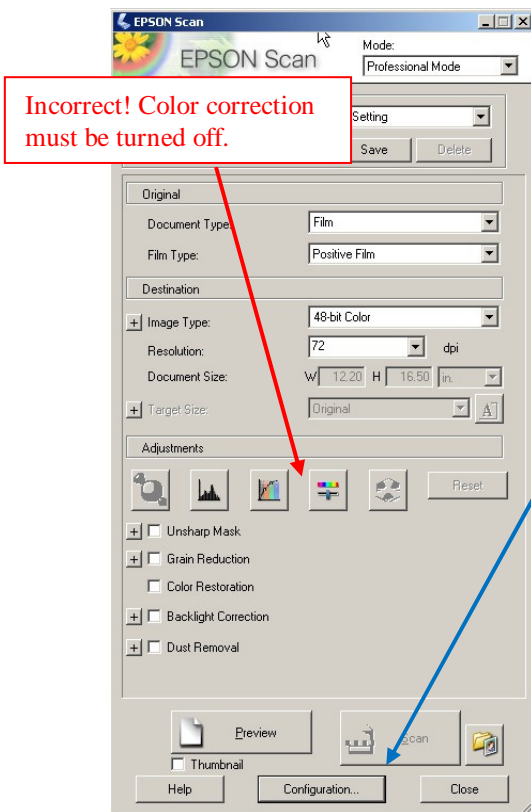 EPSON Scan
EPSON Scan
Mode:
Professional Mode
Incorrect! Color correction
must be turned off.
Setting
Save Delete
Original
Document Type: Film
Film Type: Positive Film
Destination
+ Image Type: 48-bit Color
Resolution: 72 dpi
Document Size: W 12.20 H 16.50 in.
+ Target Size: Original A
Adjustments
Reset
+ Unsharp Mask
+ Grain Reduction
Color Restoration
+ Backlight Correction
+ Dust Removal
Preview Scan
Thumbnail
Help Configuration... Close